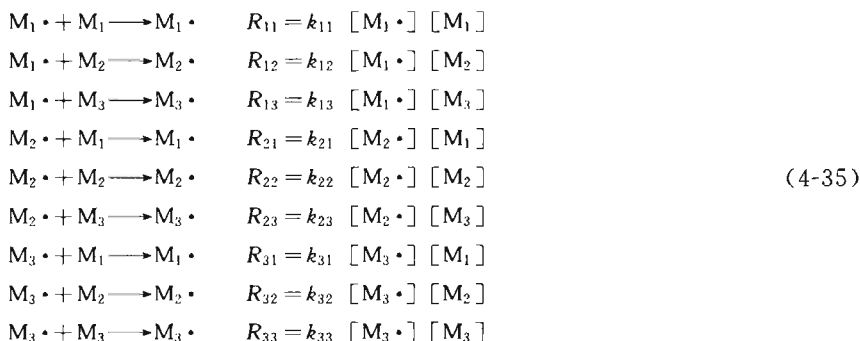 M₁•+M₁⟶M₁• R₁₁=k₁₁ [M₁•] [M₁]
M₁•+M₂⟶M₂• R₁₂=k₁₂ [M₁•] [M₂]
M₁•+M₃⟶M₃• R₁₃=k₁₃ [M₁•] [M₃]
M₂•+M₁⟶M₁• R₂₁=k₂₁ [M₂•] [M₁]
M₂•+M₂⟶M₂• R₂₂=k₂₂ [M₂•] [M₂] (4-35)
M₂•+M₃⟶M₃• R₂₃=k₂₃ [M₂•] [M₃]
M₃•+M₁⟶M₁• R₃₁=k₃₁ [M₃•] [M₁]
M₃•+M₂⟶M₂• R₃₂=k₃₂ [M₃•] [M₂]
M₃•+M₃⟶M₃• R₃₃=k₃₃ [M₃•] [M₃]